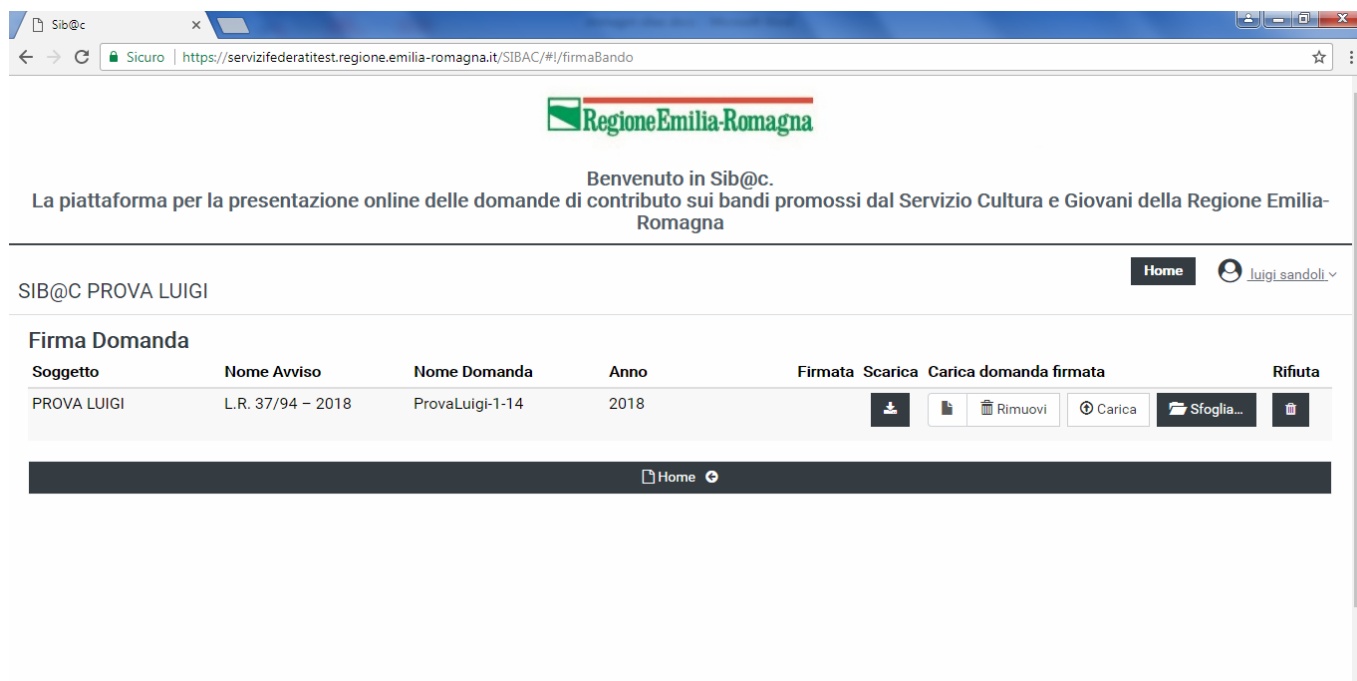 Sib@c
Sicuro | https://servizifederatitest.regione.emilia-romagna.it/SIBAC/#!/firmaBando
RegioneEmilia-Romagna
Benvenuto in Sib@c.
La piattaforma per la presentazione online delle domande di contributo sui bandi promossi dal Servizio Cultura e Giovani della Regione Emilia-
Romagna
Home luigi sandoli
SIB@C PROVA LUIGI
Firma Domanda
Soggetto Nome Avviso Nome Domanda Anno Firmata Scarica Carica domanda firmata Rifiuta
PROVA LUIGI L.R. 37/94 – 2018 ProvaLuigi-1-14 2018 Rimuovi Carica Sfoglia...
Home